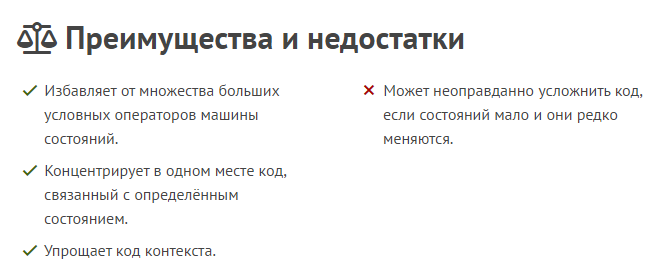 Преимущества и недостатки
Избавляет от множества больших
условных операторов машины
состояний.
Концентрирует в одном месте код,
связанный с определённым
состоянием.
Упрощает код контекста.
Может неоправданно усложнить код,
если состояний мало и они редко
меняются.